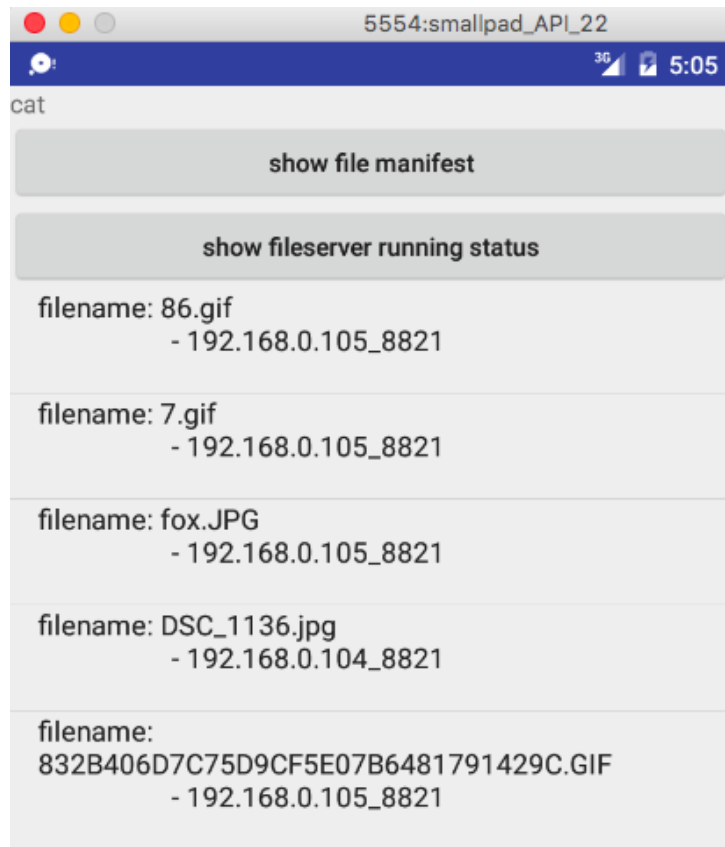 5554:smallpad_API_22
3G 5:05
cat
show file manifest
show fileserver running status
filename: 86.gif
- 192.168.0.105_8821
filename: 7.gif
- 192.168.0.105_8821
filename: fox.JPG
- 192.168.0.105_8821
filename: DSC_1136.jpg
- 192.168.0.104_8821
filename:
832B406D7C75D9CF5E07B6481791429C.GIF
- 192.168.0.105_8821